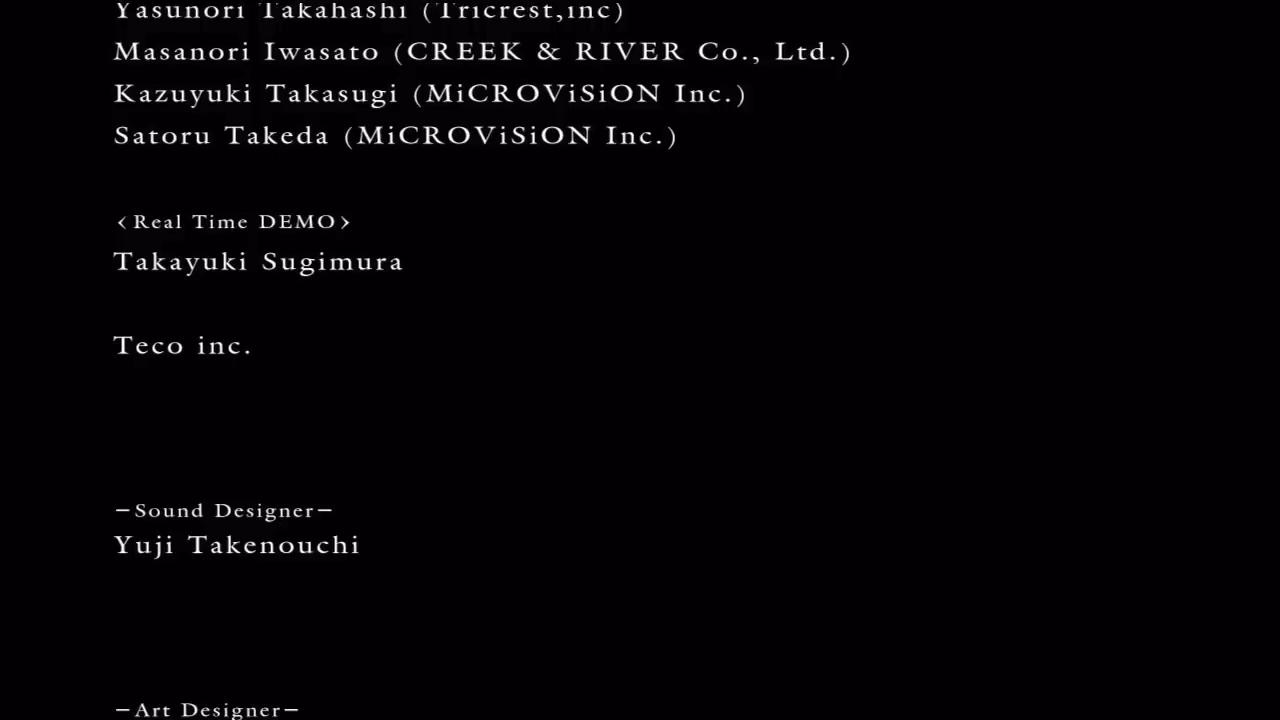 Yasunori Takahashi (Tricrest,inc)
Masanori Iwasato (CREEK & RIVER Co., Ltd.)
Kazuyuki Takasugi (MiCROViSiON Inc.)
Satoru Takeda (MiCROViSiON Inc.)
<Real Time DEMO>
Takayuki Sugimura
Teco inc.
−Sound Designer−
Yuji Takenouchi
−Art Designer−